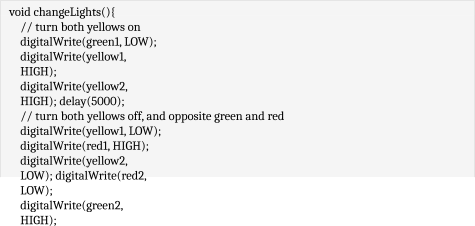 void changeLights(){
// turn both yellows on
digitalWrite(green1, LOW);
digitalWrite(yellow1,
HIGH);
digitalWrite(yellow2,
HIGH); delay(5000);
// turn both yellows off, and opposite green and red
digitalWrite(yellow1, LOW);
digitalWrite(red1, HIGH);
digitalWrite(yellow2,
LOW); digitalWrite(red2,
LOW);
digitalWrite(green2,
HIGH);